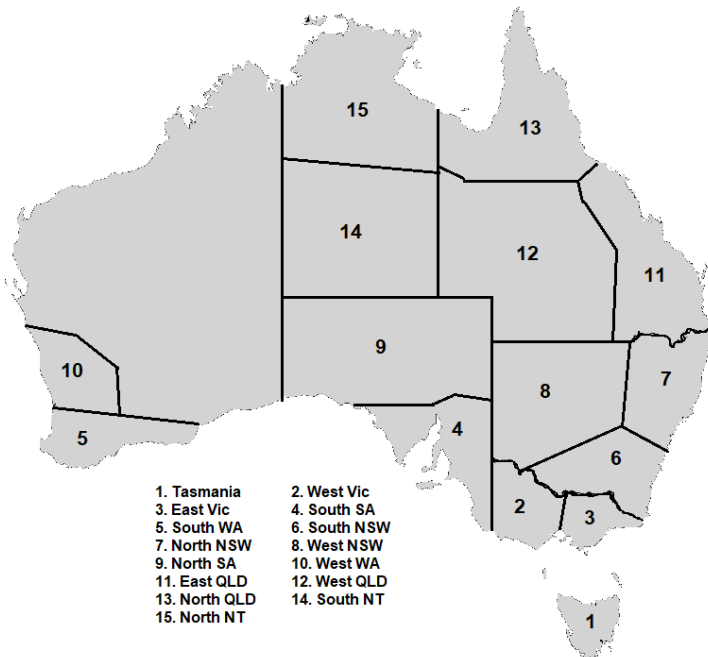 15
13
14
12
11
9
10
7
8
4
5
6
2
3
1. Tasmania 2. West Vic
3. East Vic 4. South SA
5. South WA 6. South NSW
7. North NSW 8. West NSW
9. North SA 10. West WA
11. East QLD 12. West QLD
13. North QLD 14. South NT
15. North NT
1